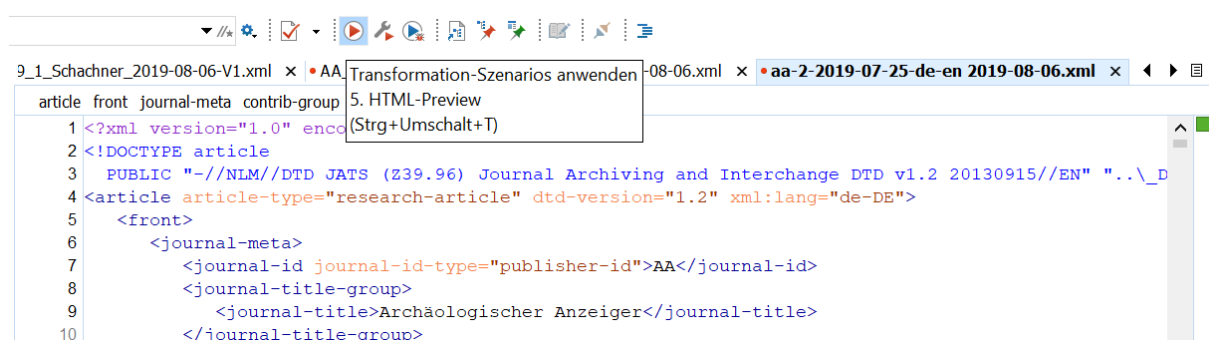 9_1_Schachner_2019-08-06-V1.xml × • AA_ -08-06.xml × • aa-2-2019-07-25-de-en 2019-08-06.xml ×
Transformation-Szenarios anwenden
5. HTML-Preview
(Strg+Umschalt+T)
article front journal-meta contrib-group
1 <?xml version="1.0" enco
2 <!DOCTYPE article
3 PUBLIC "-//NLM//DTD JATS (Z39.96) Journal Archiving and Interchange DTD v1.2 20130915//EN" "..\_D
4 <article article-type="research-article" dtd-version="1.2" xml:lang="de-DE">
5 <front>
6 <journal-meta>
7 <journal-id journal-id-type="publisher-id">AA</journal-id>
8 <journal-title-group>
9 <journal-title>Archäologischer Anzeiger</journal-title>
10 </journal-title-group>